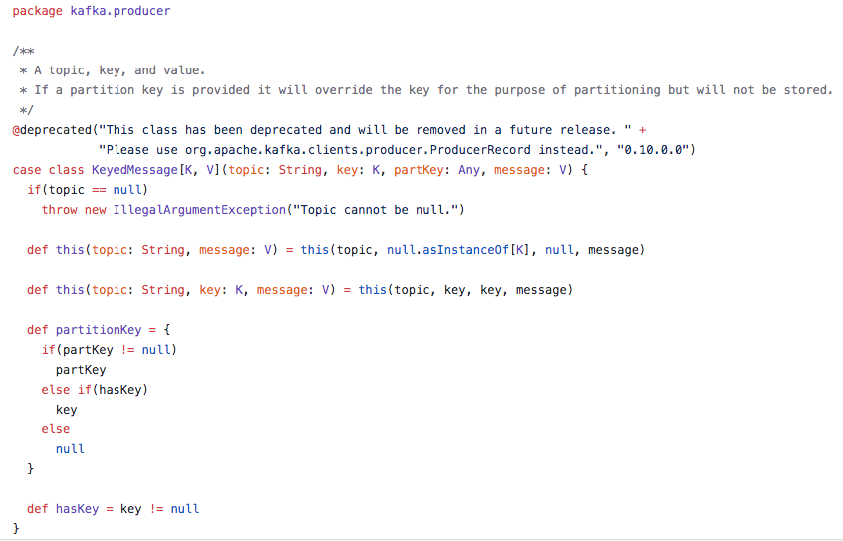 package kafka.producer
/**
 * A topic, key, and value.
 * If a partition key is provided it will override the key for the purpose of partitioning but will not be stored.
 */
@deprecated("This class has been deprecated and will be removed in a future release. " +
            "Please use org.apache.kafka.clients.producer.ProducerRecord instead.", "0.10.0.0")
case class KeyedMessage[K, V](topic: String, key: K, partKey: Any, message: V) {
  if(topic == null)
    throw new IllegalArgumentException("Topic cannot be null.")
  def this(topic: String, message: V) = this(topic, null.asInstanceOf[K], null, message)
  def this(topic: String, key: K, message: V) = this(topic, key, key, message)
  def partitionKey = {
    if(partKey != null)
      partKey
    else if(hasKey)
      key
    else
      null
  }
  def hasKey = key != null
}